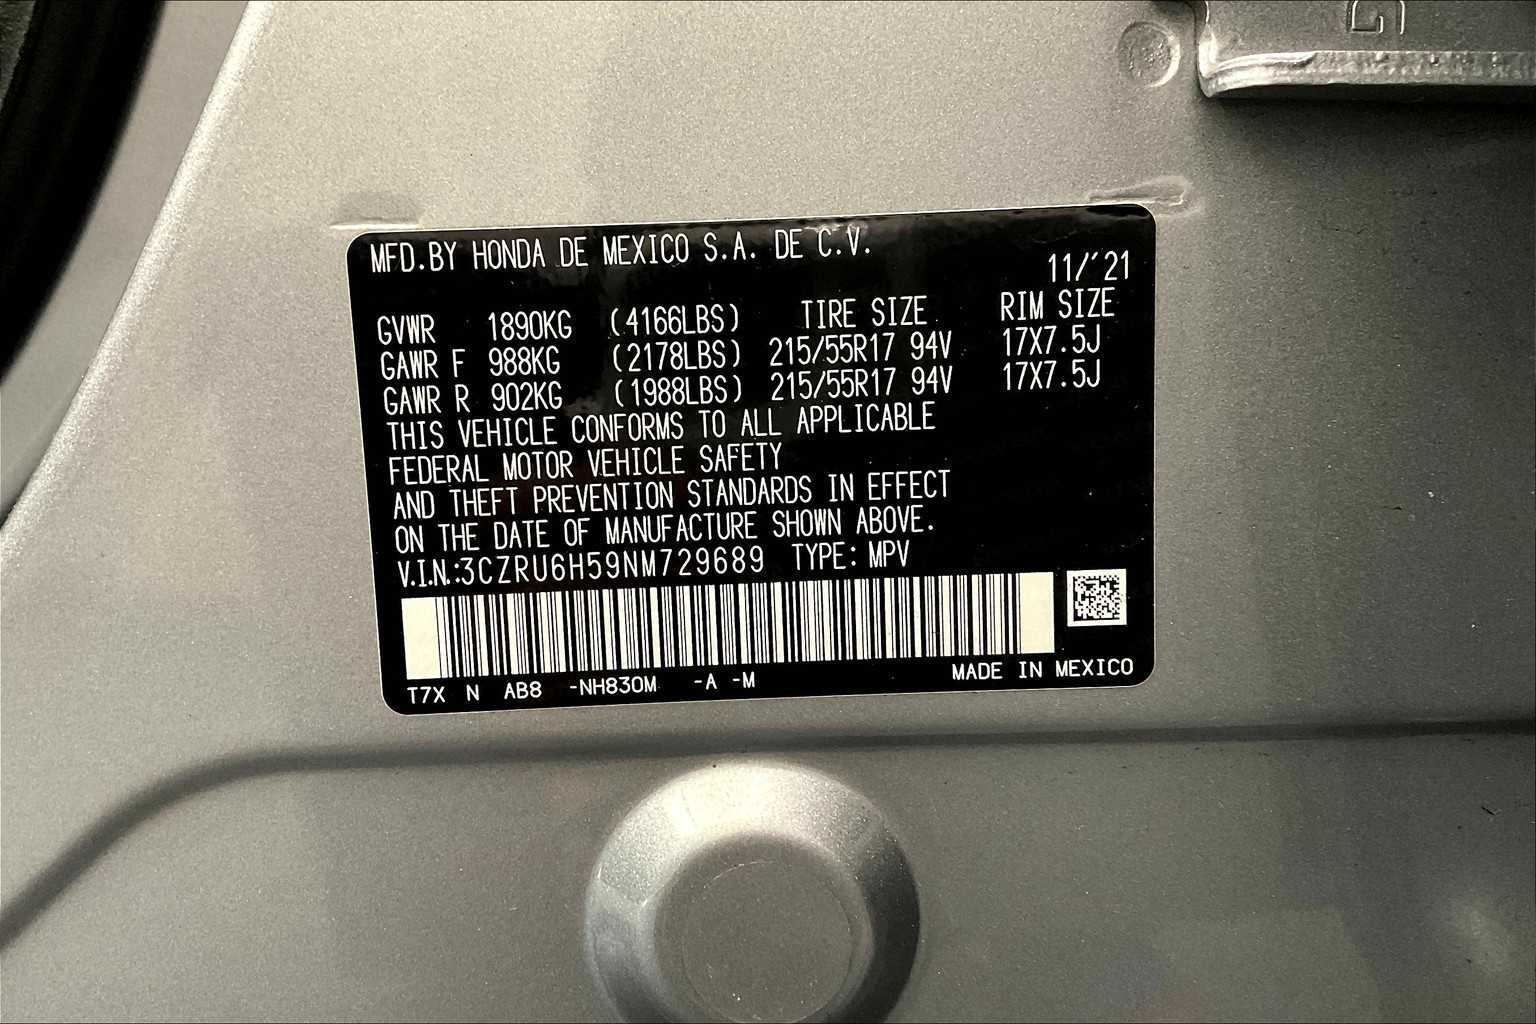 MFD.BY HONDA DE MEXICO S.A. DE C.V.
11/'21
GVWR 1890KG (4166LBS) TIRE SIZE RIM SIZE
GAWR F 988KG (2178LBS) 215/55R17 94V 17X7.5J
GAWR R 902KG (1988LBS) 215/55R17 94V 17X7.5J
THIS VEHICLE CONFORMS TO ALL APPLICABLE
FEDERAL MOTOR VEHICLE SAFETY
AND THEFT PREVENTION STANDARDS IN EFFECT
ON THE DATE OF MANUFACTURE SHOWN ABOVE.
V.I.N.:3CZRU6H59NM729689 TYPE: MPV
T7X N AB8 -NH830M -A -M MADE IN MEXICO